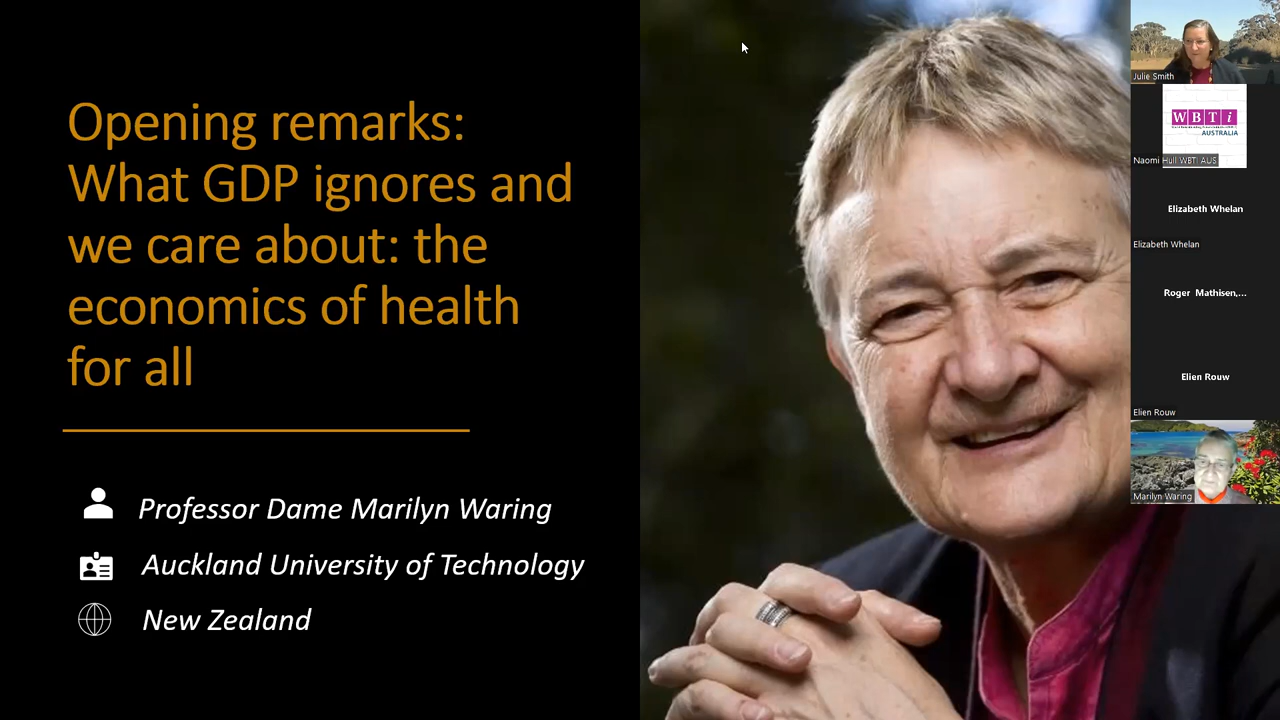 Opening remarks:
What GDP ignores and
we care about: the
economics of health
for all
Professor Dame Marilyn Waring
Auckland University of Technology
New Zealand
Julie Smith
WBTi
AUSTRALIA
Naomi Hull WBTI AUS
Elizabeth Whelan
Elizabeth Whelan
Roger Mathisen,...
Elien Rouw
Elien Rouw
Marilyn Waring